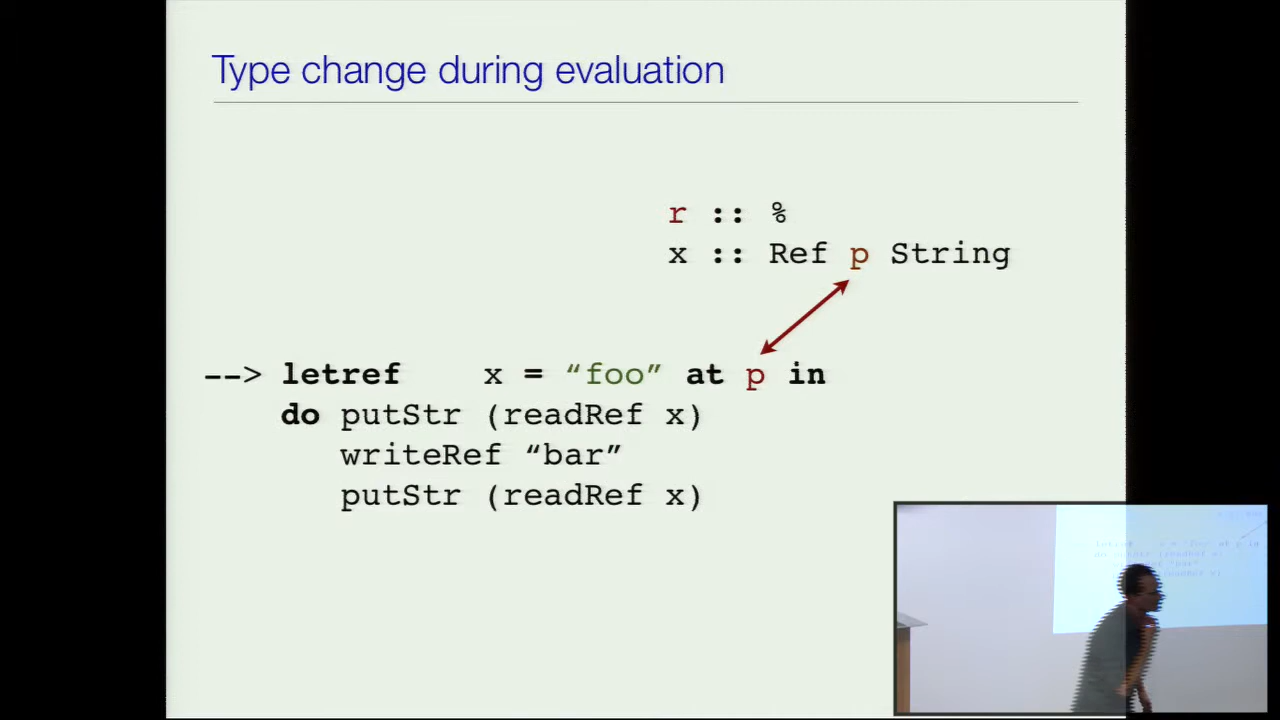 Type change during evaluation
r :: %
x :: Ref p String
--> letref x = “foo” at p in
do putStr (readRef x)
writeRef “bar”
putStr (readRef x)